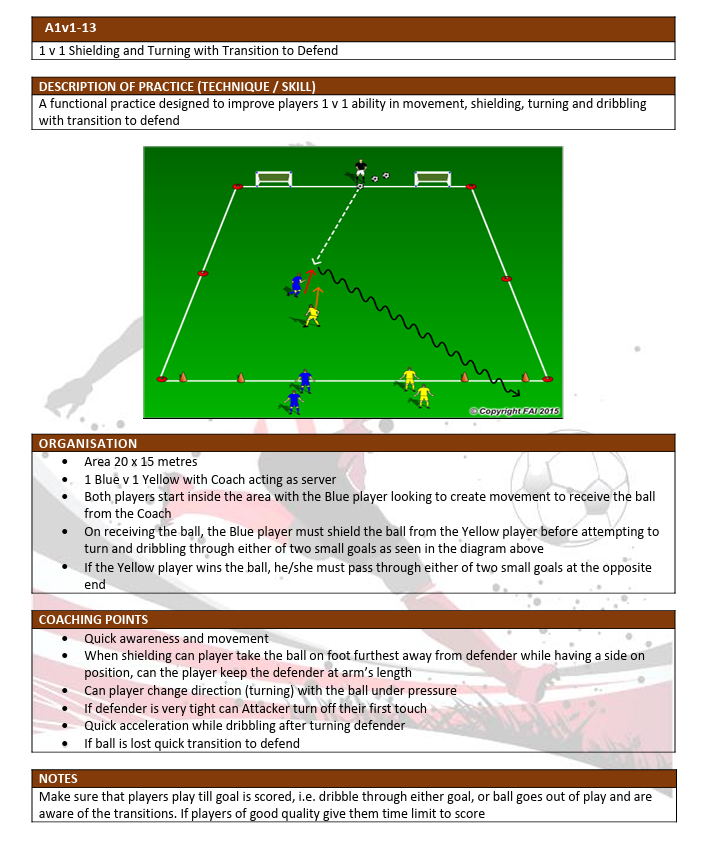 A1v1-13
1 v 1 Shielding and Turning with Transition to Defend
DESCRIPTION OF PRACTICE (TECHNIQUE / SKILL)
A functional practice designed to improve players 1 v 1 ability in movement, shielding, turning and dribbling
with transition to defend
© Copyright FAI 2015
ORGANISATION
• Area 20 x 15 metres
• 1 Blue v 1 Yellow with Coach acting as server
• Both players start inside the area with the Blue player looking to create movement to receive the ball
from the Coach
• On receiving the ball, the Blue player must shield the ball from the Yellow player before attempting to
turn and dribbling through either of two small goals as seen in the diagram above
• If the Yellow player wins the ball, he/she must pass through either of two small goals at the opposite
end
COACHING POINTS
• Quick awareness and movement
• When shielding can player take the ball on foot furthest away from defender while having a side on
position, can the player keep the defender at arm's length
• Can player change direction (turning) with the ball under pressure
• If defender is very tight can Attacker turn off their first touch
• Quick acceleration while dribbling after turning defender
• If ball is lost quick transition to defend
NOTES
Make sure that players play till goal is scored, i.e. dribble through either goal, or ball goes out of play and are
aware of the transitions. If players of good quality give them time limit to score